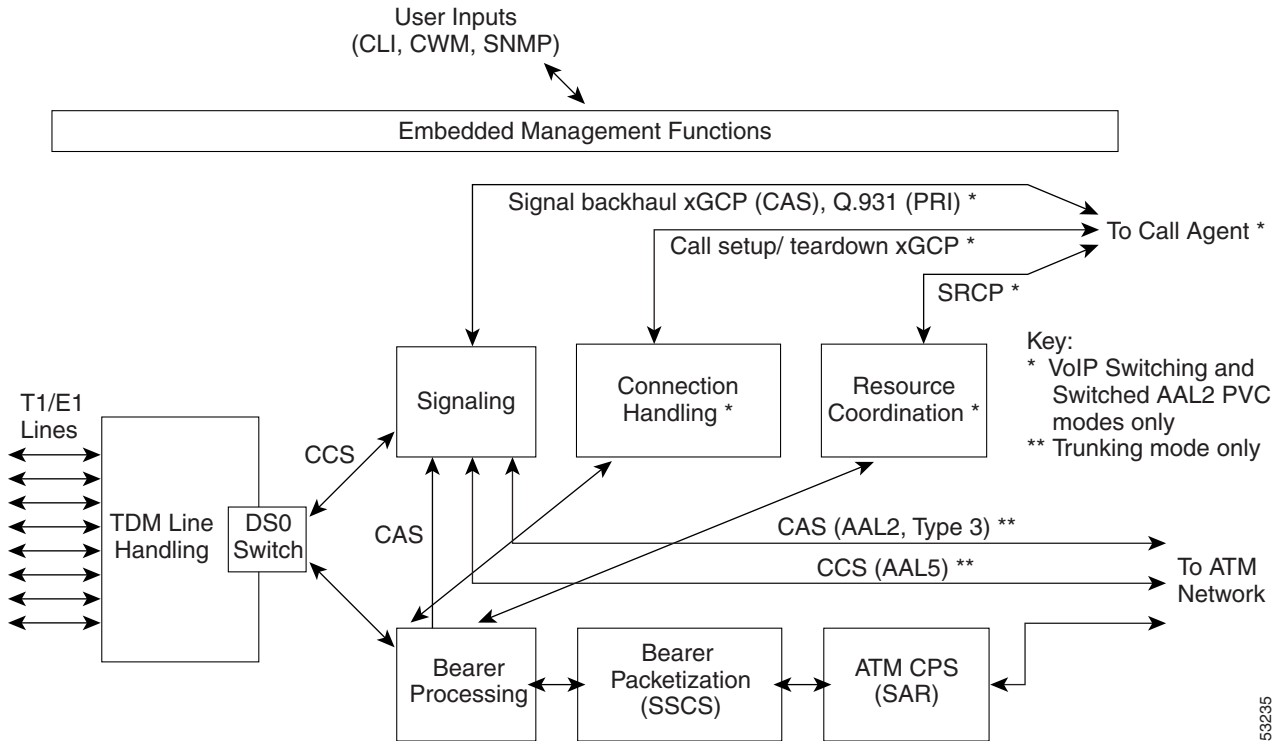 User Inputs
(CLI, CWM, SNMP)
Embedded Management Functions
Signal backhaul xGCP (CAS), Q.931 (PRI) *
To Call Agent *
Call setup/ teardown xGCP *
SRCP *
Key:
* VoIP Switching and
Switched AAL2 PVC
modes only
** Trunking mode only
Signaling
Connection
Handling *
Resource
Coordination *
T1/E1
Lines
CCS
TDM Line
Handling
DS0
Switch
CAS
CAS (AAL2, Type 3) **
CCS (AAL5) **
To ATM
Network
Bearer
Processing
Bearer
Packetization
(SSCS)
ATM CPS
(SAR)
53235